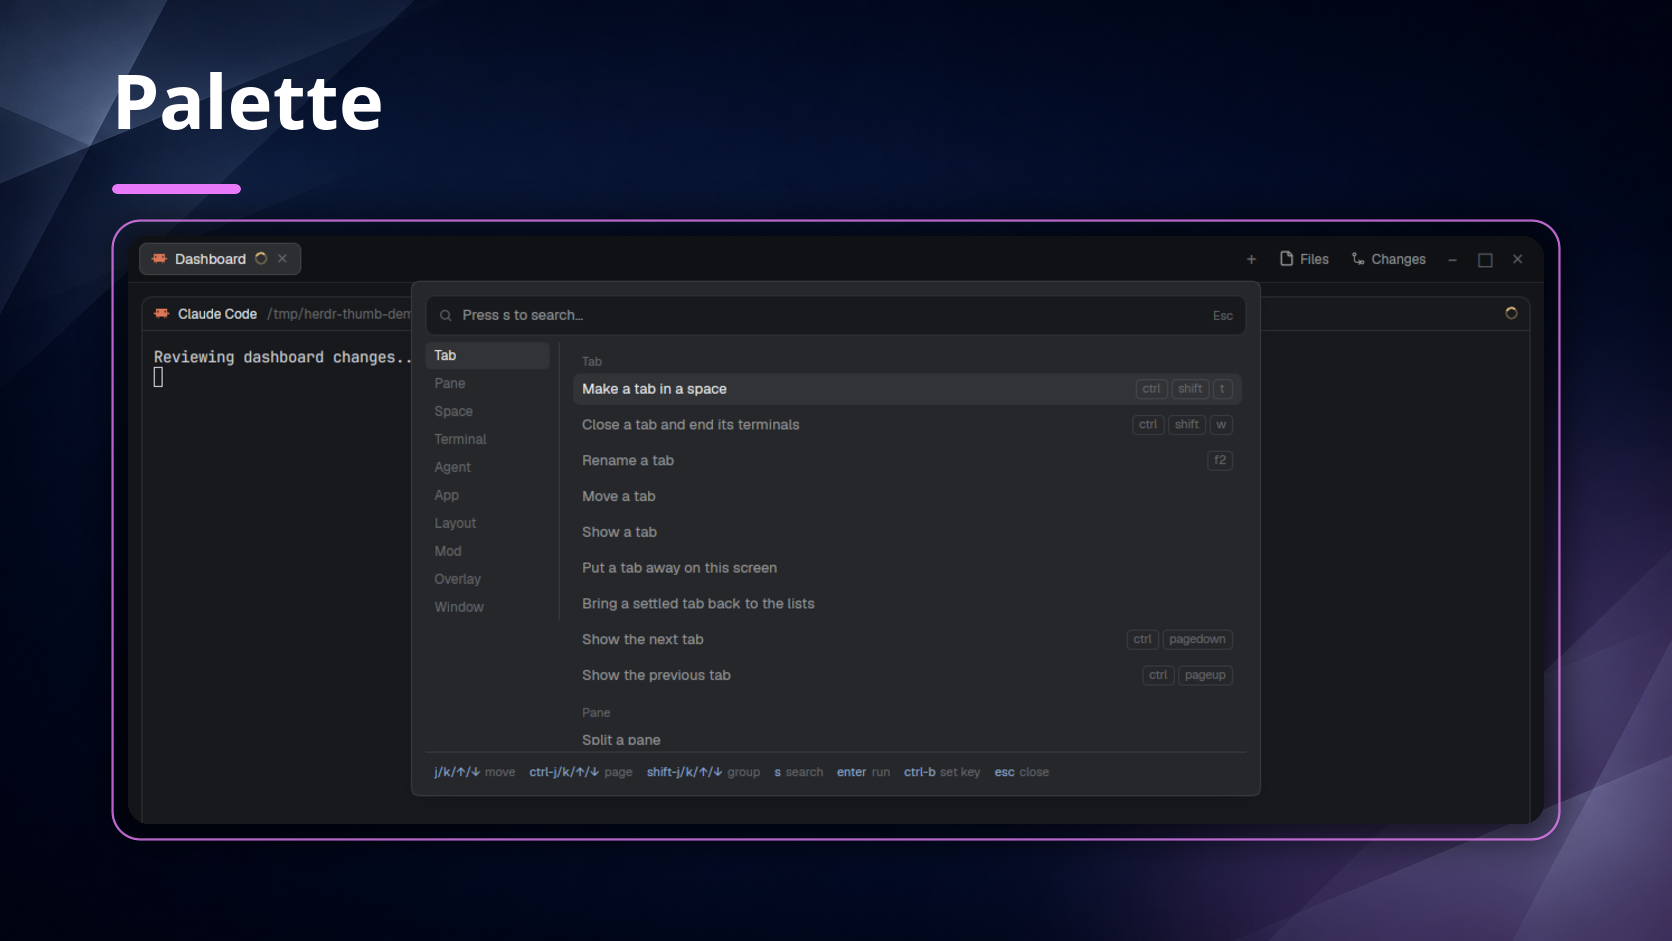 Palette
Dashboard
+ Files Changes
Claude Code /tmp/herdr-thumb-dem
Reviewing dashboard changes..
Press s to search... Esc
Tab
Pane
Space
Terminal
Agent
App
Layout
Mod
Overlay
Window
Tab
Make a tab in a space ctrl shift t
Close a tab and end its terminals ctrl shift w
Rename a tab f2
Move a tab
Show a tab
Put a tab away on this screen
Bring a settled tab back to the lists
Show the next tab ctrl pagedown
Show the previous tab ctrl pageup
Pane
Split a pane
j/k/↑/↓ move ctrl-j/k/↑/↓ page shift-j/k/↑/↓ group s search enter run ctrl-b set key esc close